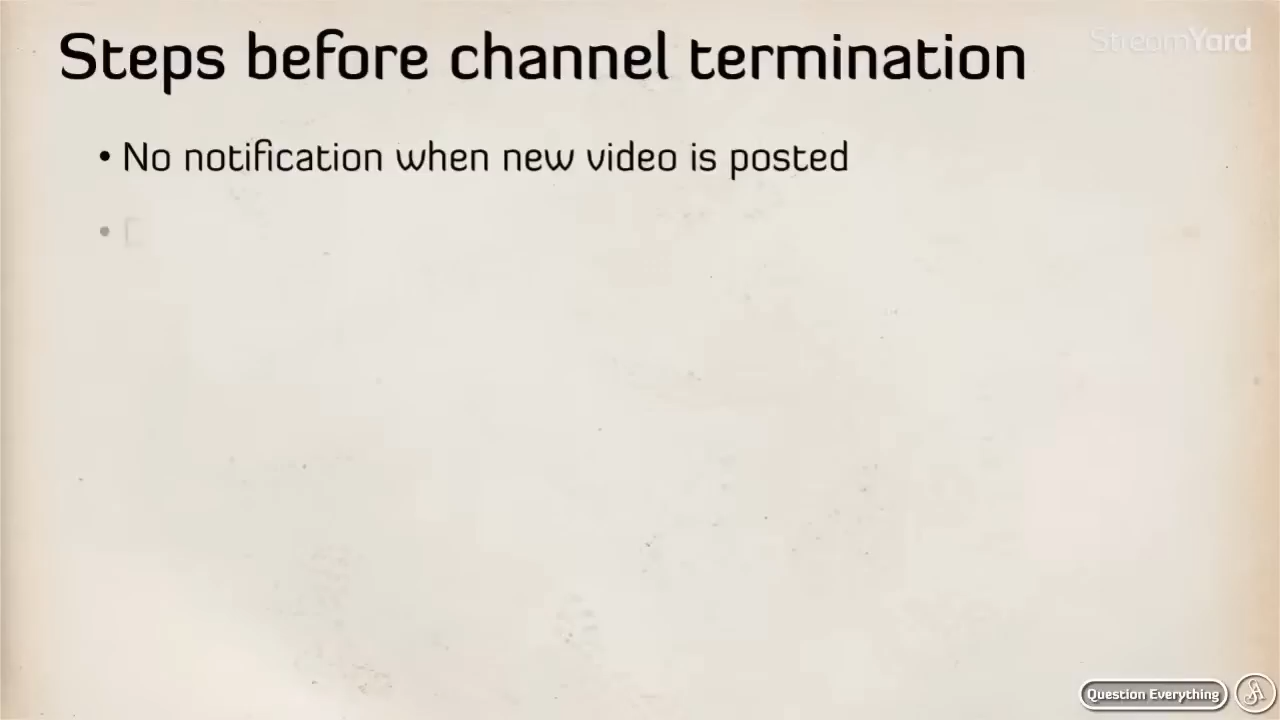 Steps before channel termination
StreamYard
• No notification when new video is posted
•
Question Everything